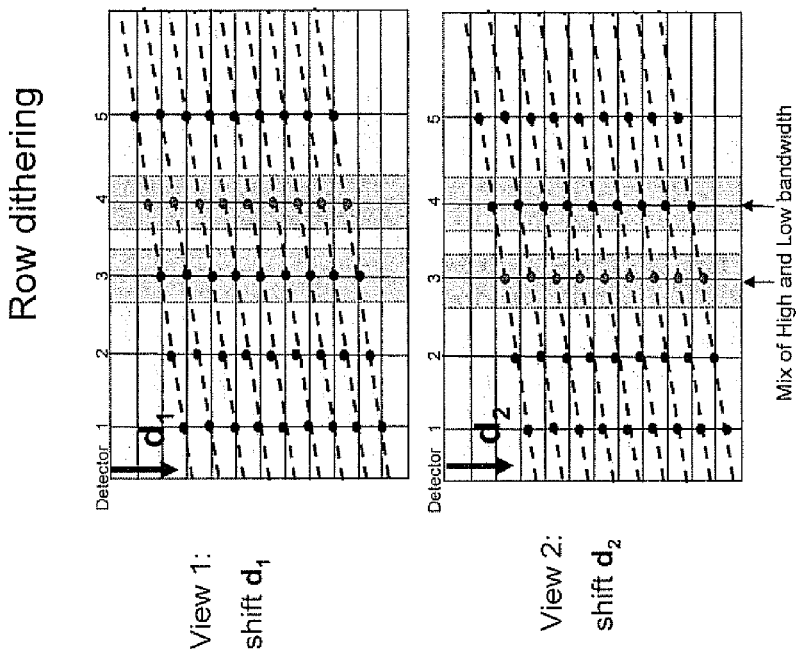 Row dithering
View 1:
shift d₁
Detector
d₁
1
2
3
4
5
View 2:
shift d₂
Detector
d₂
1
2
3
4
5
Mix of High and Low bandwidth